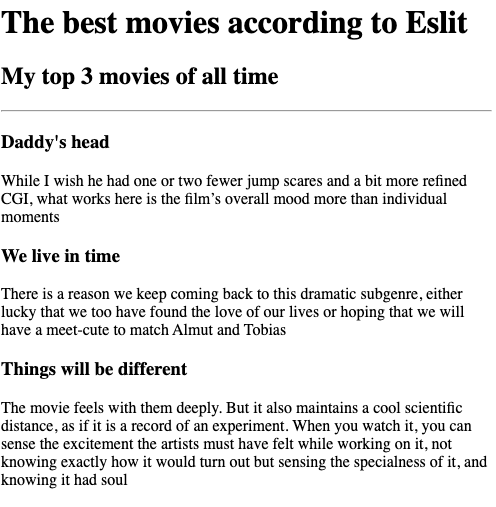 The best movies according to Eslit
My top 3 movies of all time
Daddy's head
While I wish he had one or two fewer jump scares and a bit more refined
CGI, what works here is the film’s overall mood more than individual
moments
We live in time
There is a reason we keep coming back to this dramatic subgenre, either
lucky that we too have found the love of our lives or hoping that we will
have a meet-cute to match Almut and Tobias
Things will be different
The movie feels with them deeply. But it also maintains a cool scientific
distance, as if it is a record of an experiment. When you watch it, you can
sense the excitement the artists must have felt while working on it, not
knowing exactly how it would turn out but sensing the specialness of it, and
knowing it had soul